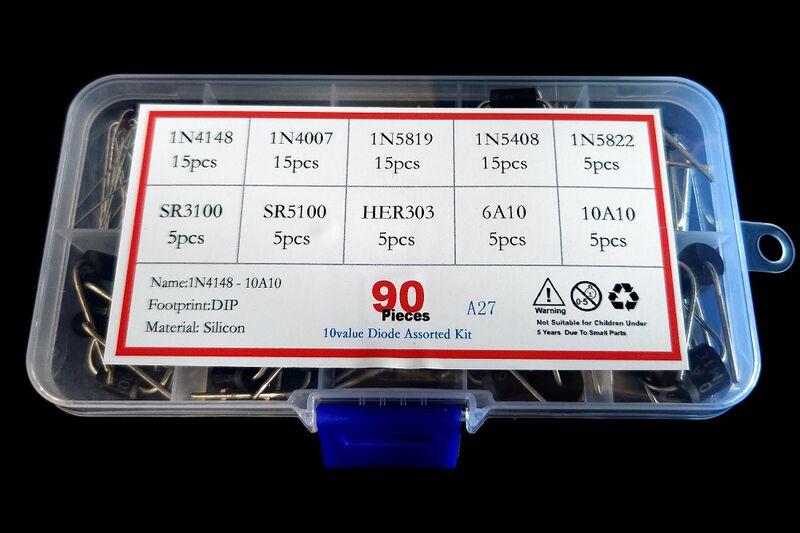 1N4148 1N4007 1N5819 1N5408 1N5822
15pcs 15pcs 15pcs 15pcs 5pcs
SR3100 SR5100 HER303 6A10 10A10
5pcs 5pcs 5pcs 5pcs 5pcs
Name:1N4148 - 10A10
Footprint:DIP
Material: Silicon
90
Pieces
10value Diode Assorted Kit
A27
0-5
Warning
Not Suitable for Children Under
5 Years Due To Small Parts